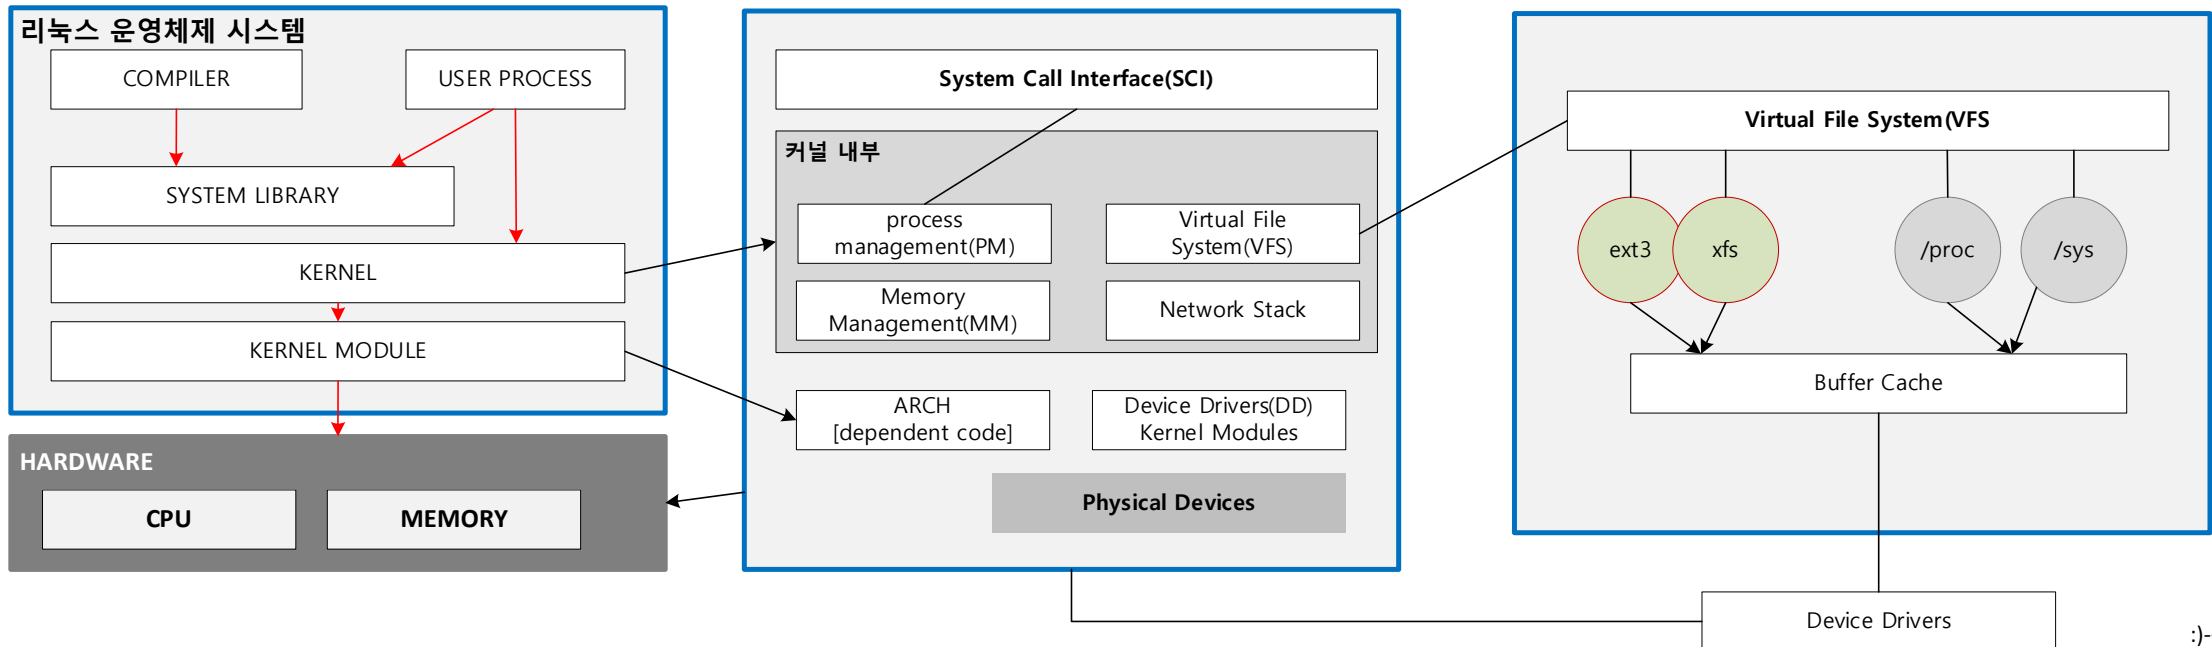 리눅스 운영체제 시스템
COMPILER
USER PROCESS
SYSTEM LIBRARY
KERNEL
KERNEL MODULE
HARDWARE
CPU
MEMORY
System Call Interface(SCI)
커널 내부
process
management(PM)
Virtual File
System(VFS)
Memory
Management(MM)
Network Stack
ARCH
[dependent code]
Device Drivers(DD)
Kernel Modules
Physical Devices
Virtual File System(VFS
ext3
xfs
/proc
/sys
Buffer Cache
Device Drivers
:)-